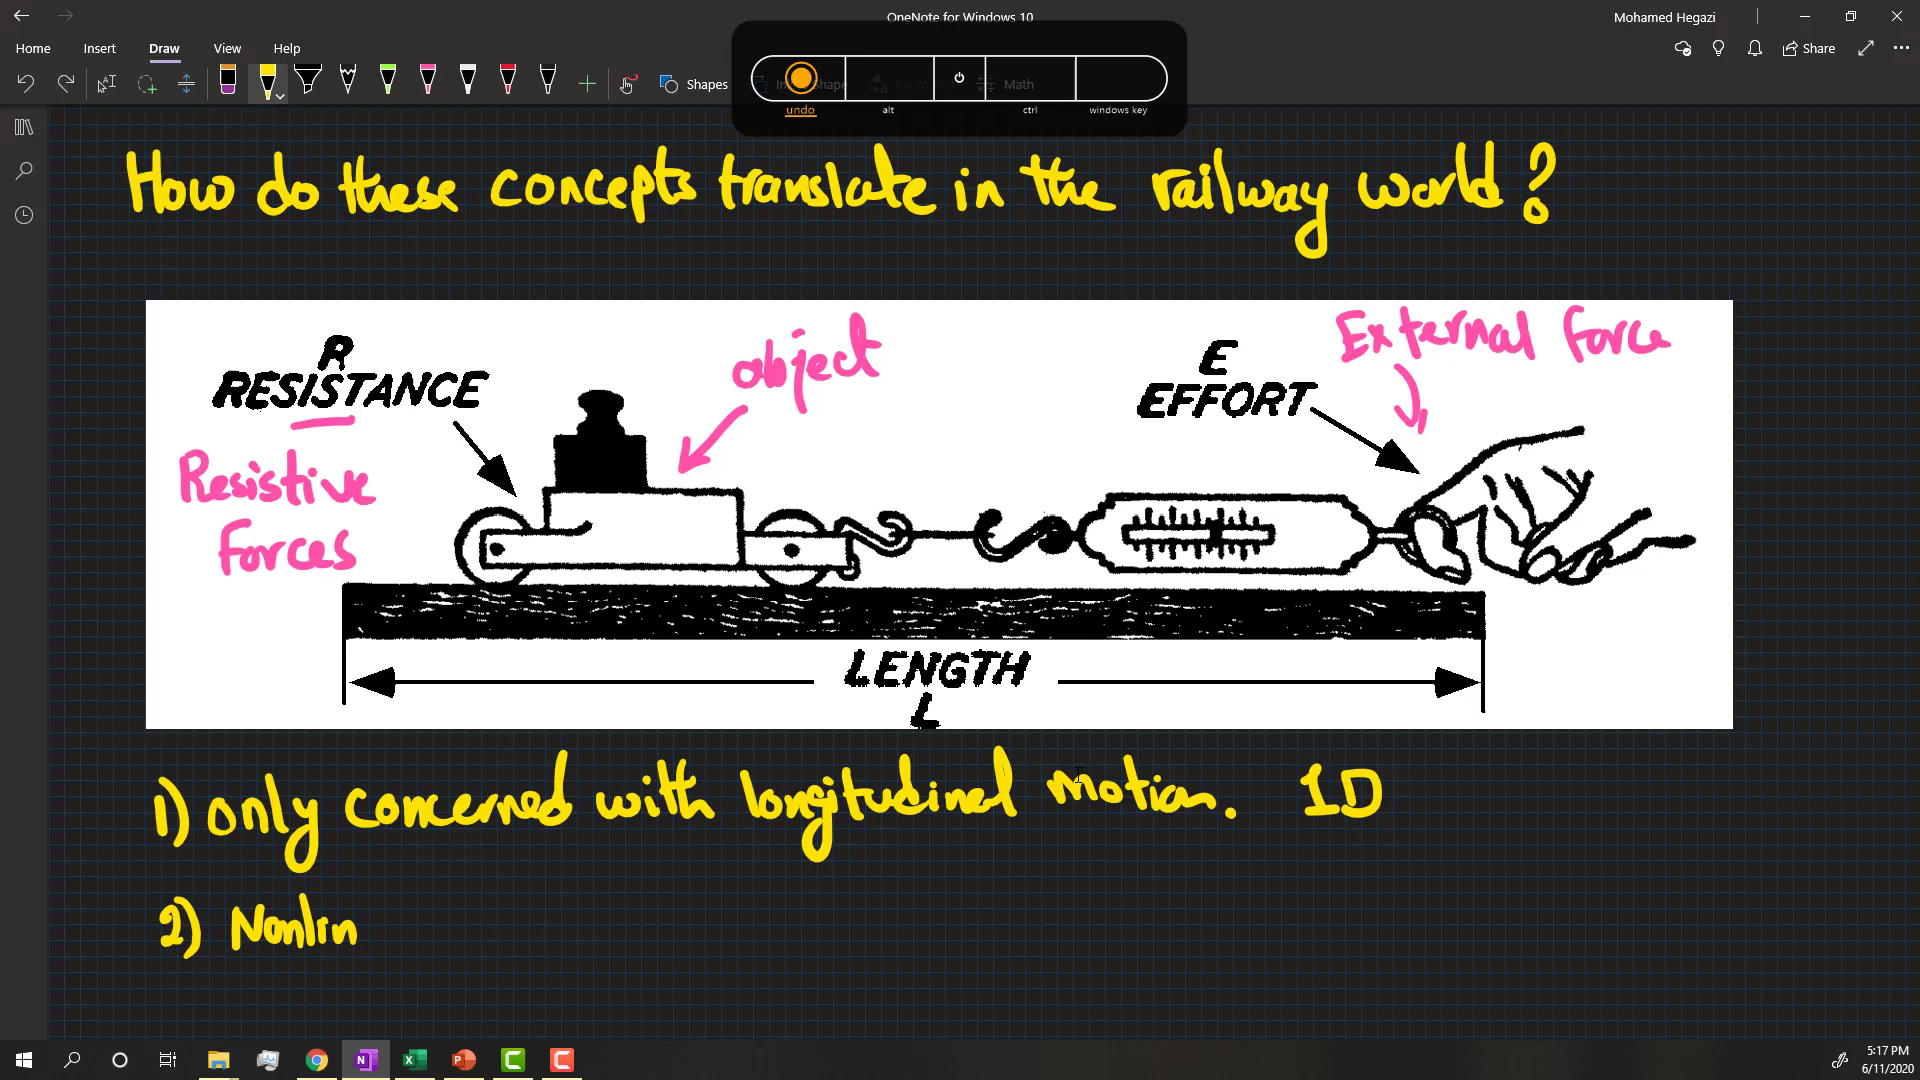 OneNote for Windows 10
Mohamed Hegazi
Home Insert Draw View Help
Share
Shapes
Math
undo alt ctrl windows key
How do these concepts translate in the railway world?
R
RESISTANCE
Resistive
Forces
object
E
EFFORT
External Force
LENGTH
L
1) only concerned with longitudinal motion. 1D
2) Nonlin
5:17 PM
6/11/2020